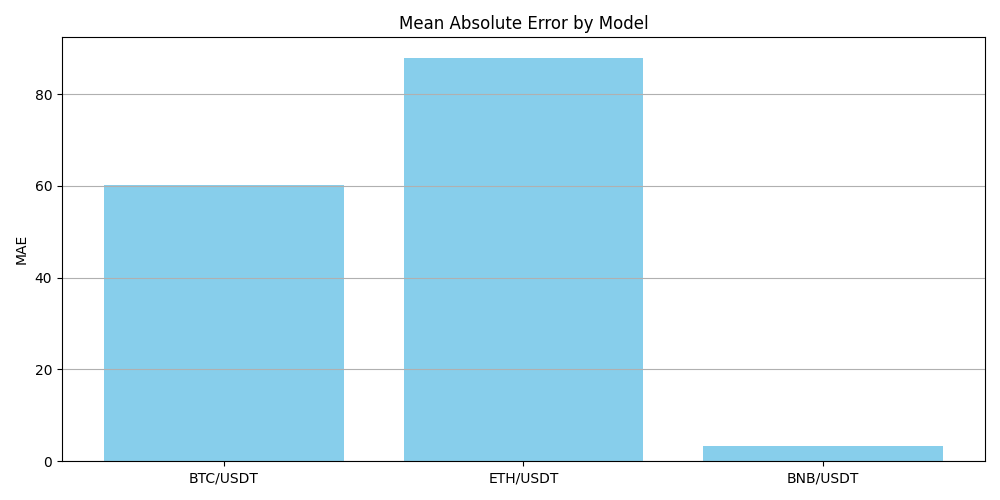 Mean Absolute Error by Model
MAE
80
60
40
20
0
BTC/USDT
ETH/USDT
BNB/USDT